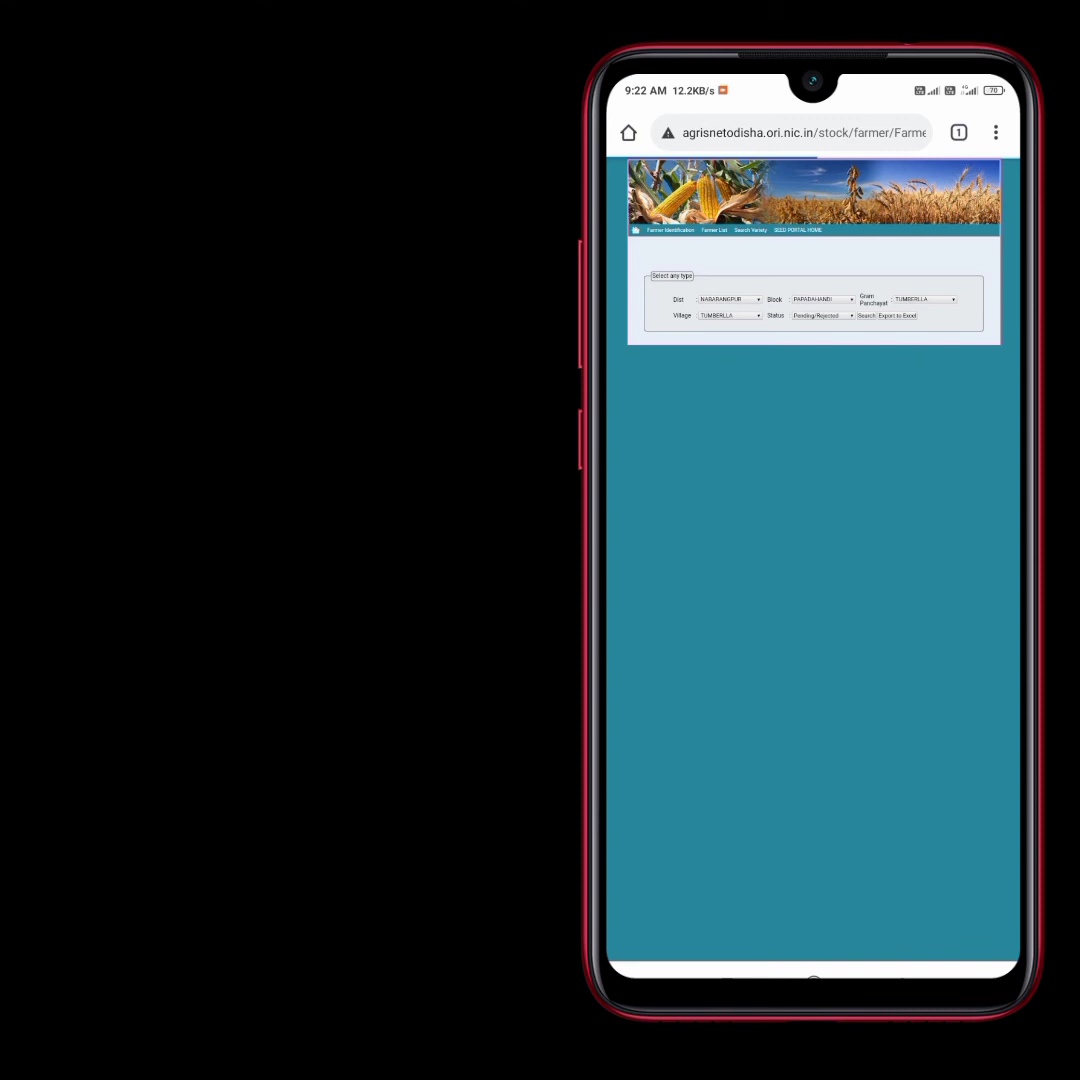 9:22 AM 12.2KB/s 70
agrisnetodisha.ori.nic.in/stock/farmer/Farme 1
Farmer Identification Farmer List Search Variety SEED PORTAL HOME
Select any type
Dist : NABARANGPUR Block : PAPADAHANDI Gram Panchayat : TUMBERLLA
Village TUMBERLLA Status : Pending/Rejected Search Export to Excel